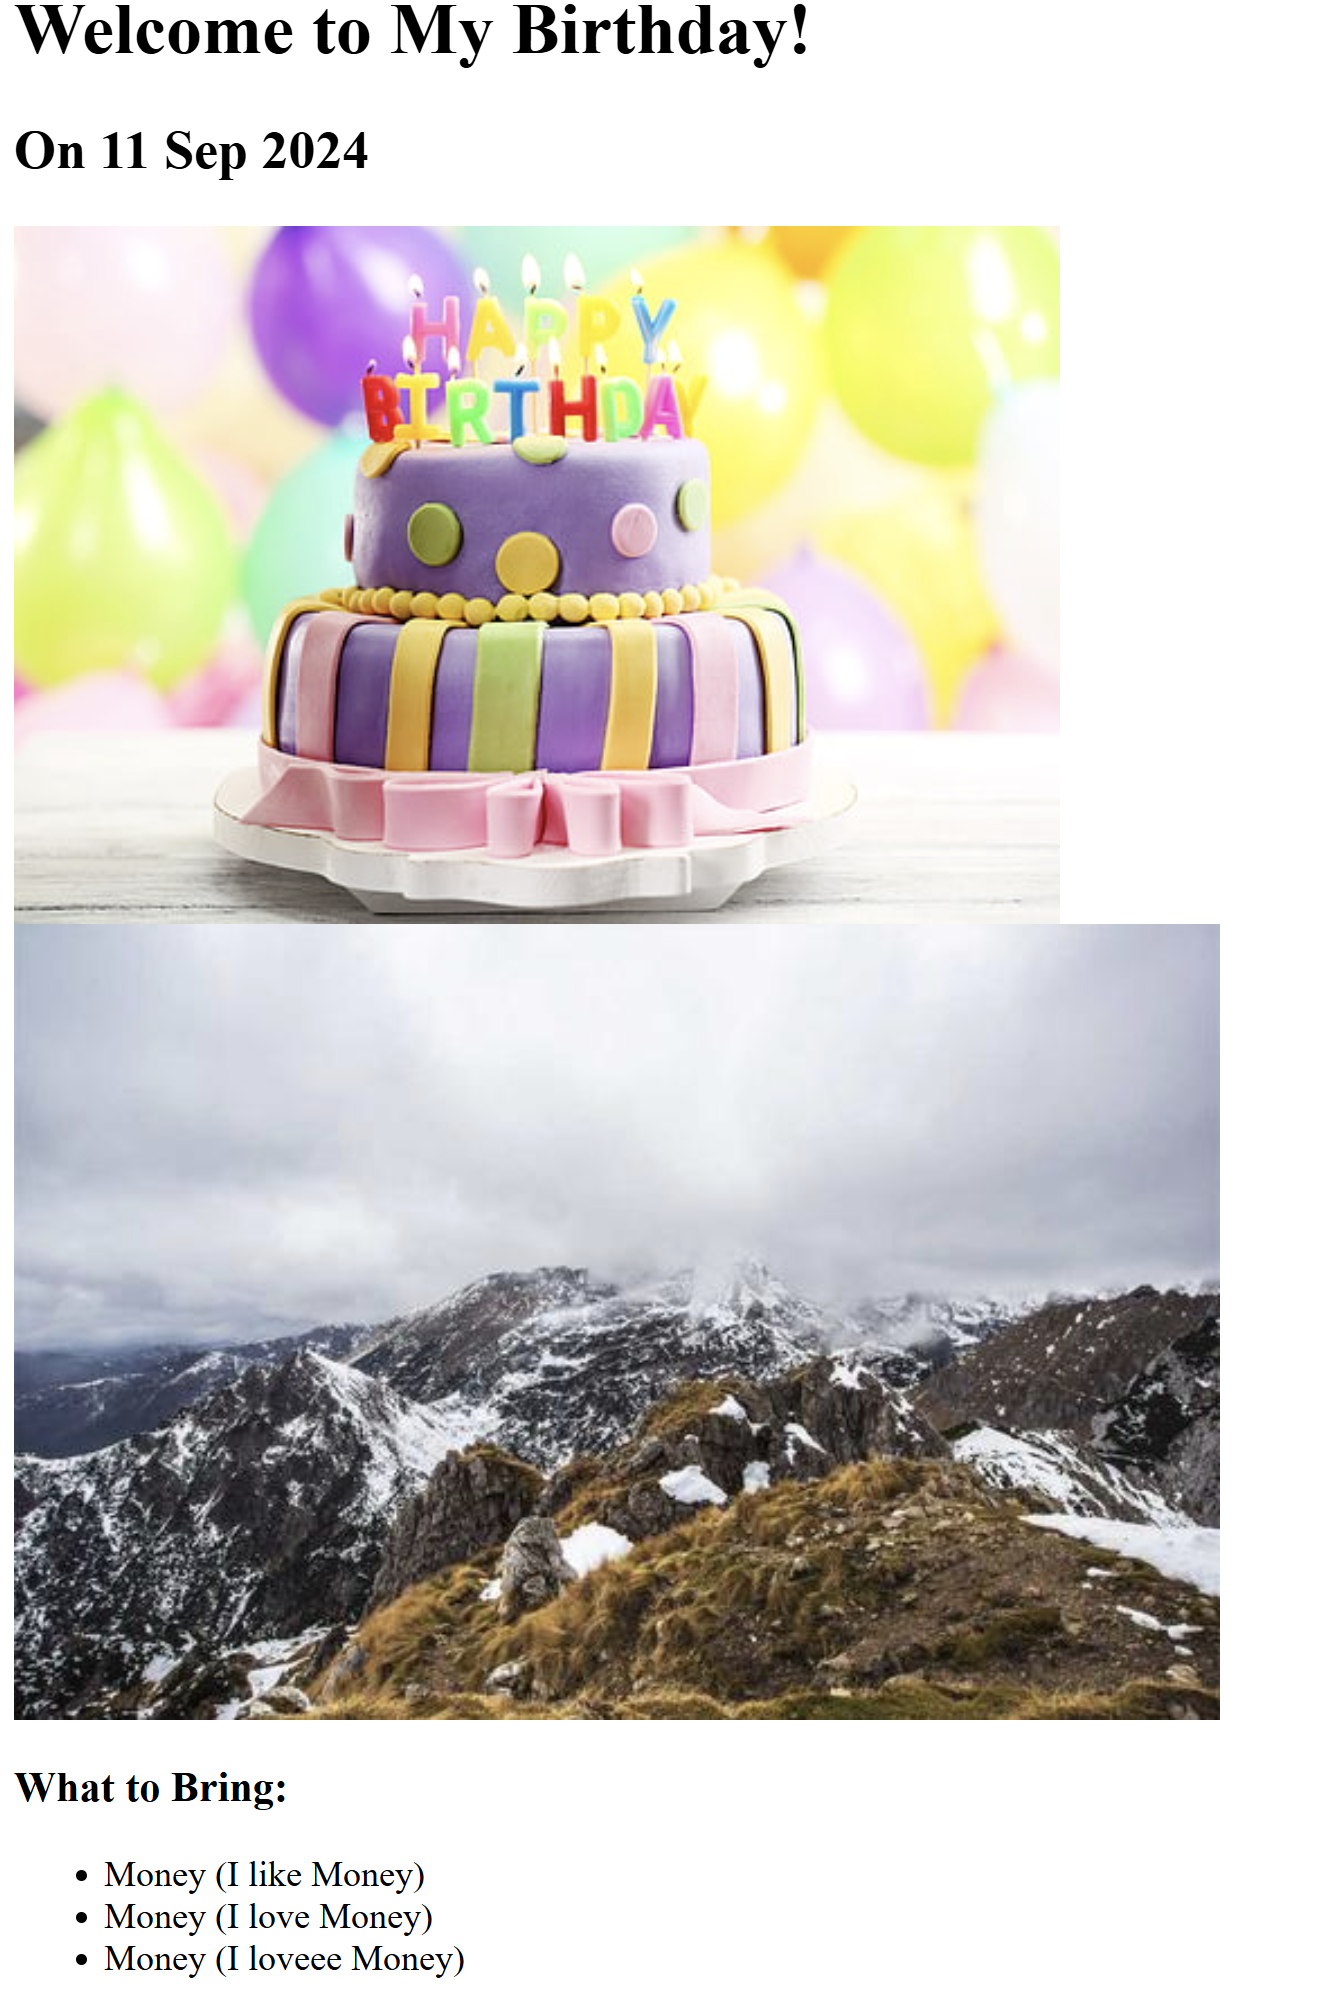 Welcome to My Birthday!
On 11 Sep 2024
HAPPY
BIRTHDAY
What to Bring:
Money (I like Money)
Money (I love Money)
Money (I loveee Money)